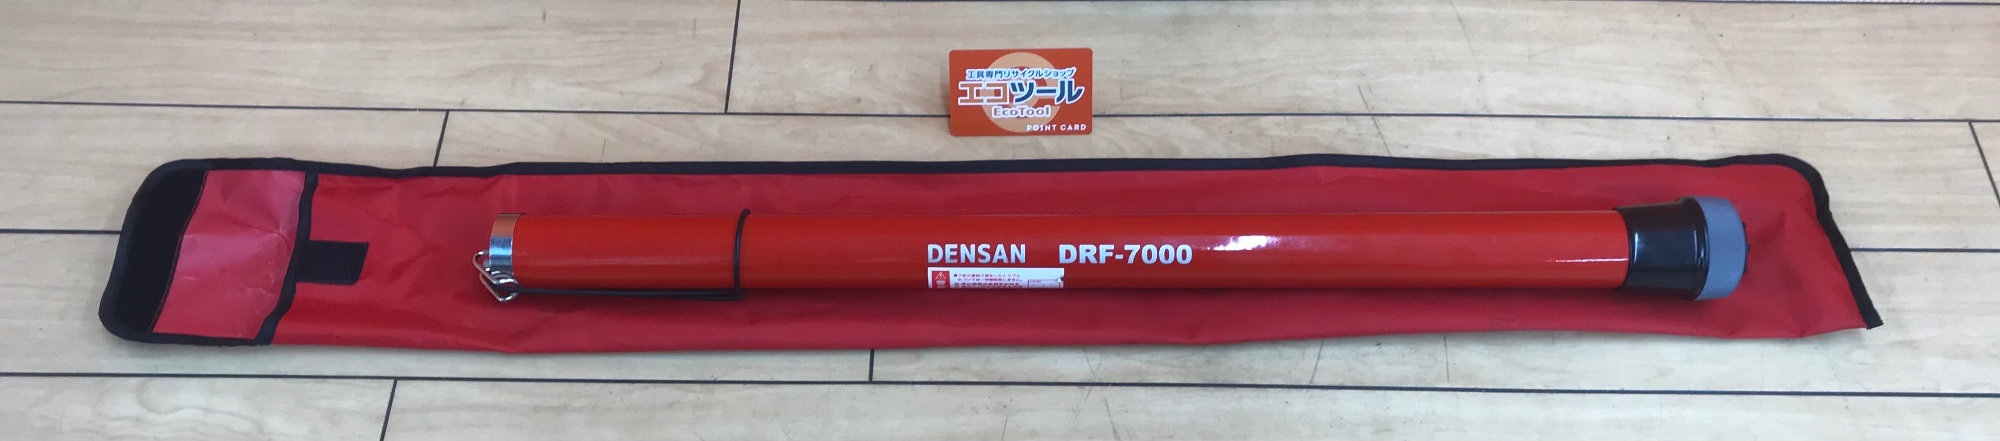 工具専門リサイクルショップ
エコツール
EcoTool
POINT CARD
DENSAN DRF-7000